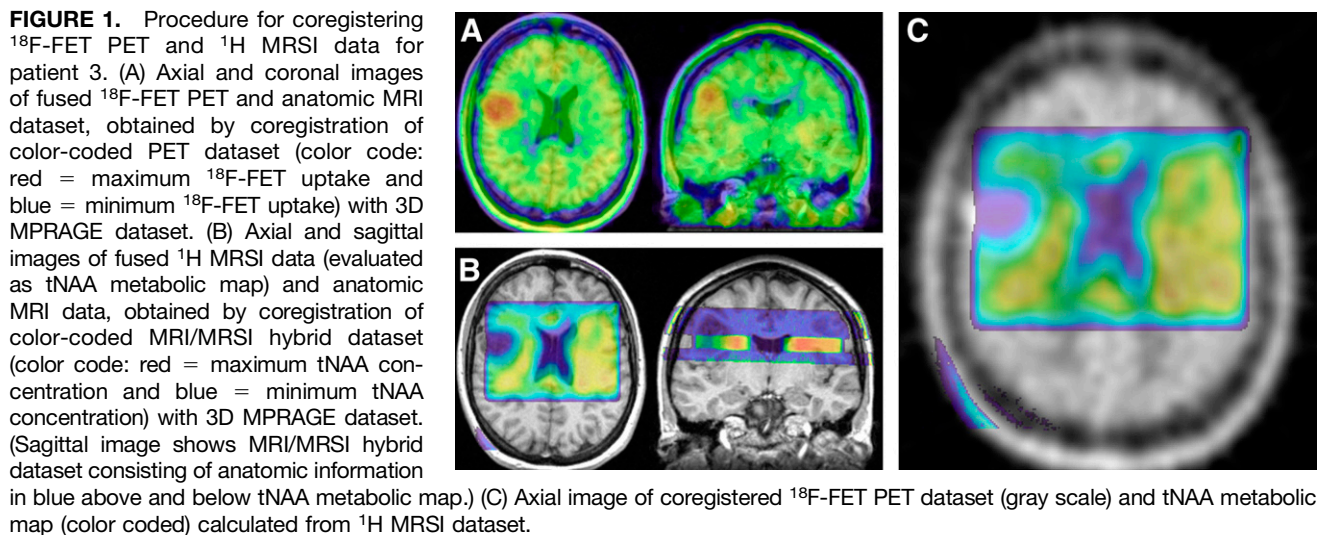 FIGURE 1. Procedure for coregistering
¹⁸F-FET PET and ¹H MRSI data for
patient 3. (A) Axial and coronal images
of fused ¹⁸F-FET PET and anatomic MRI
dataset, obtained by coregistration of
color-coded PET dataset (color code:
red = maximum ¹⁸F-FET uptake and
blue = minimum ¹⁸F-FET uptake) with 3D
MPRAGE dataset. (B) Axial and sagittal
images of fused ¹H MRSI data (evaluated
as tNAA metabolic map) and anatomic
MRI data, obtained by coregistration of
color-coded MRI/MRSI hybrid dataset
(color code: red = maximum tNAA con-
centration and blue = minimum tNAA
concentration) with 3D MPRAGE dataset.
(Sagittal image shows MRI/MRSI hybrid
dataset consisting of anatomic information
in blue above and below tNAA metabolic map.) (C) Axial image of coregistered ¹⁸F-FET PET dataset (gray scale) and tNAA metabolic
map (color coded) calculated from ¹H MRSI dataset.
A
B
C